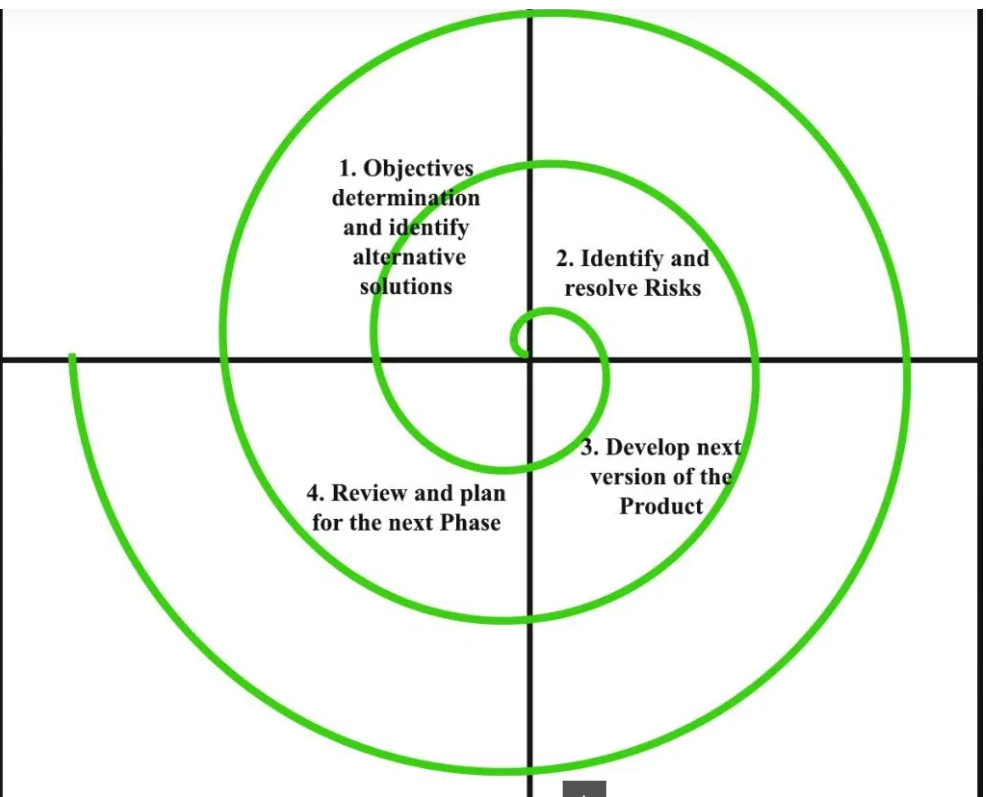 1. Objectives
determination
and identify
alternative
solutions
2. Identify and
resolve Risks
3. Develop next
version of the
Product
4. Review and plan
for the next Phase